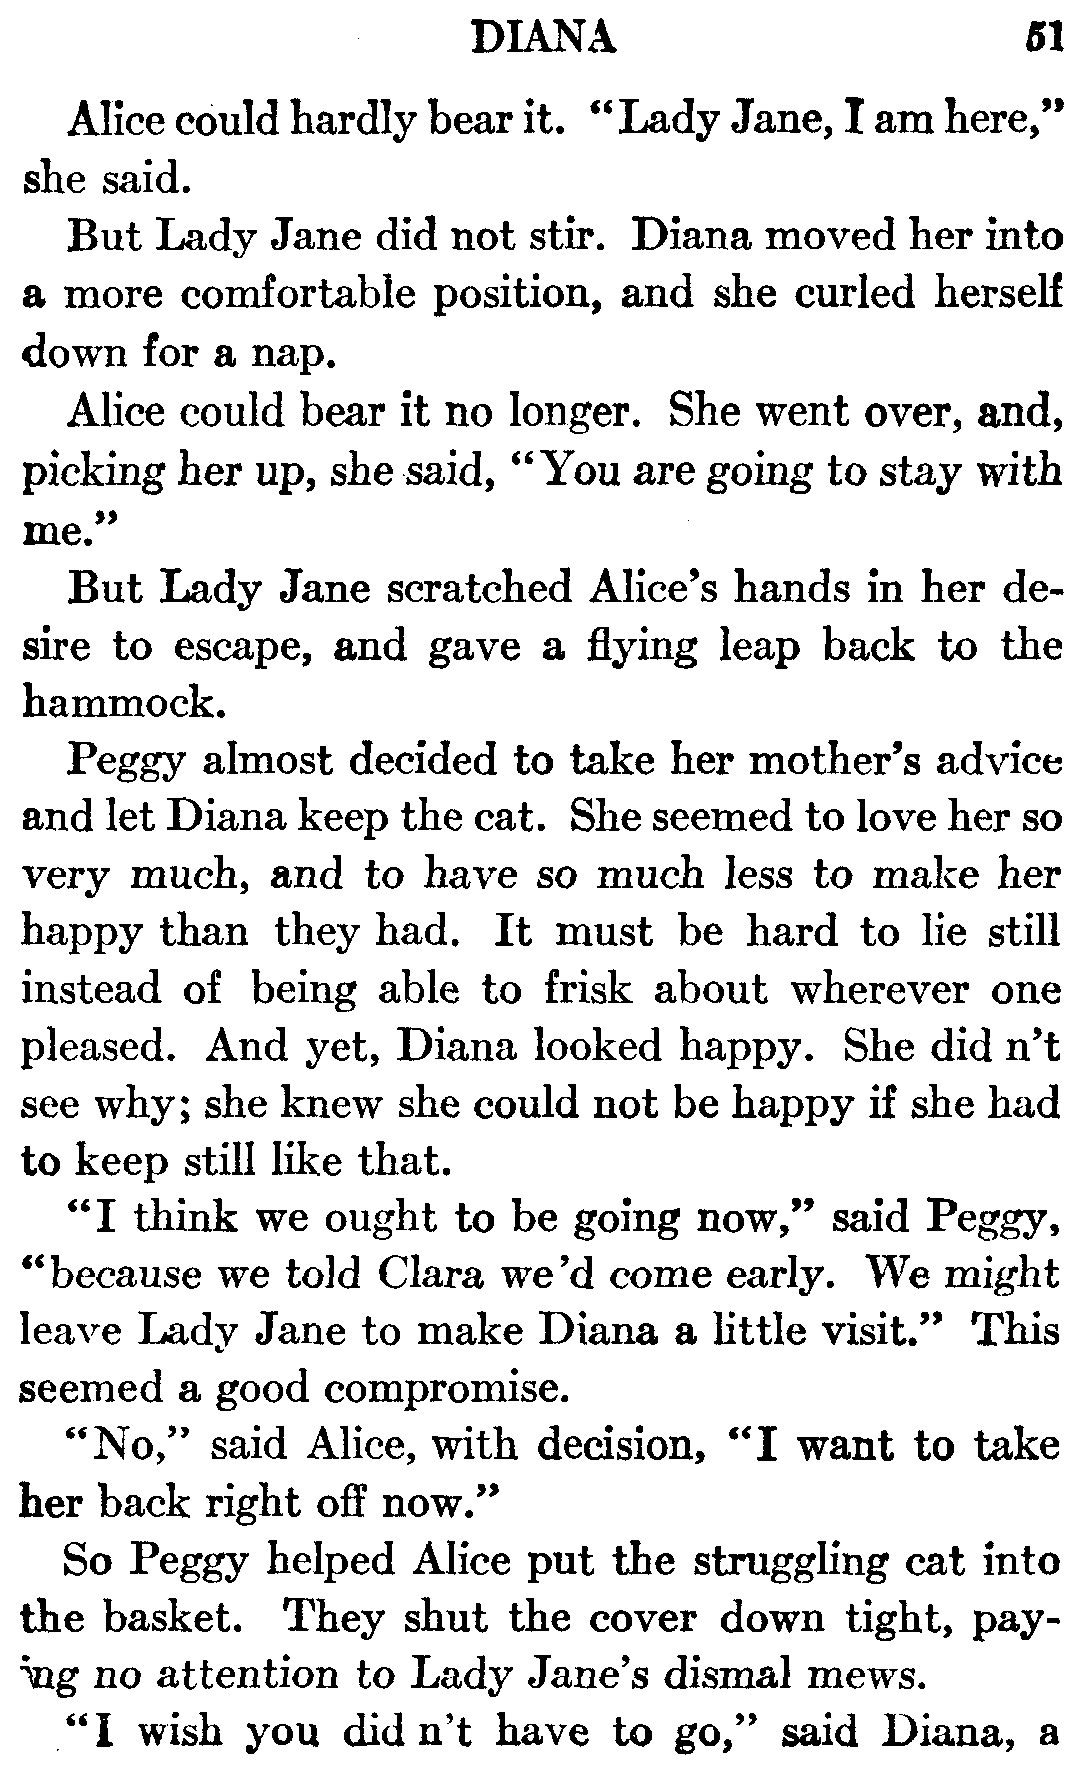 DIANA 51
Alice could hardly bear it. “Lady Jane, I am here,”
she said.
But Lady Jane did not stir. Diana moved her into
a more comfortable position, and she curled herself
down for a nap.
Alice could bear it no longer. She went over, and,
picking her up, she said, “You are going to stay with
me.”
But Lady Jane scratched Alice’s hands in her de-
sire to escape, and gave a flying leap back to the
hammock.
Peggy almost decided to take her mother’s advice
and let Diana keep the cat. She seemed to love her so
very much, and to have so much less to make her
happy than they had. It must be hard to lie still
instead of being able to frisk about wherever one
pleased. And yet, Diana looked happy. She did n’t
see why; she knew she could not be happy if she had
to keep still like that.
“I think we ought to be going now,” said Peggy,
“because we told Clara we ’d come early. We might
leave Lady Jane to make Diana a little visit.” This
seemed a good compromise.
“No,” said Alice, with decision, “I want to take
her back right off now.”
So Peggy helped Alice put the struggling cat into
the basket. They shut the cover down tight, pay-
ing no attention to Lady Jane’s dismal mews.
“I wish you did n’t have to go,” said Diana, a